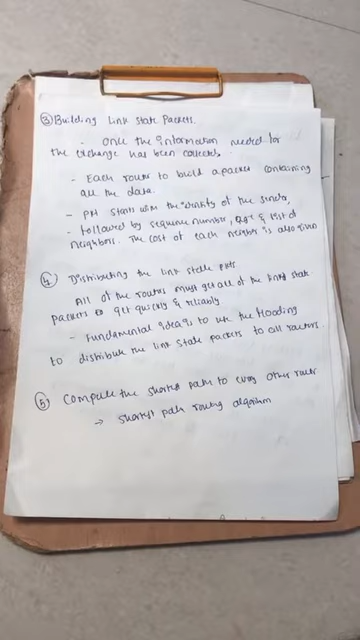 ③ Building Link State Packets.
- Once the information needed for
the exchange has been collected,
- Each router to build a packet containing
all the data.
- Pkt starts with the identity of the sender,
- followed by sequence number, age & list of
neighbors. The cost of each neighbor is also given
④ Distributing the link state pkts.
All of the routers must get all of the link state
packets get quickly & reliably
- Fundamental idea is to use the flooding
to distribute the link state packets to all routers.
⑤ Compute the shortest path to every other router
→ shortest path routing algorithm